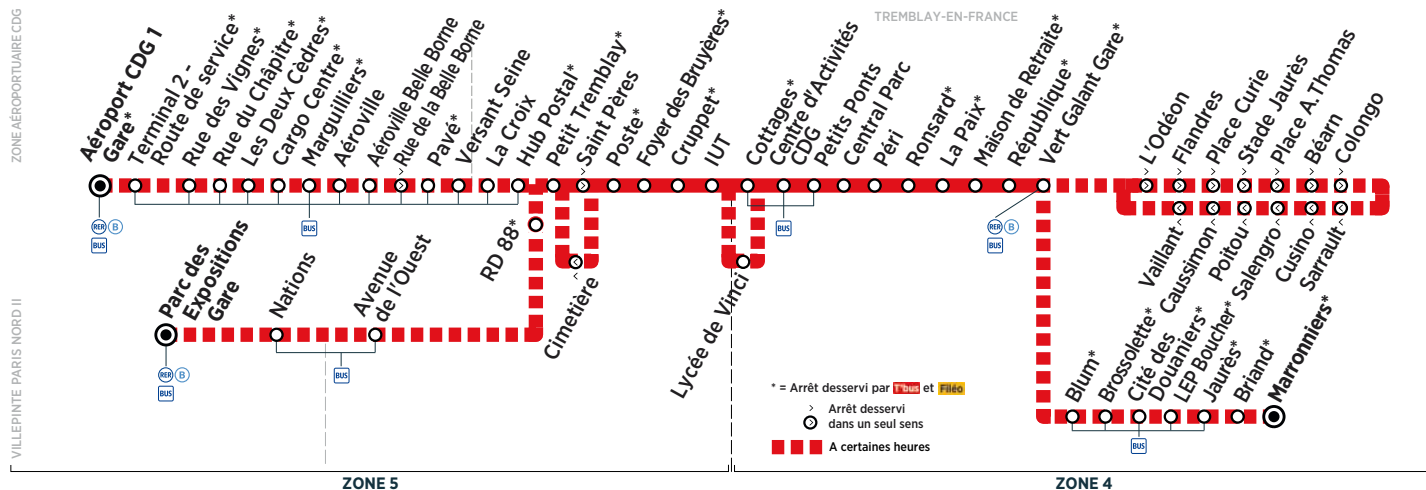 ZONE AÉROPORTUAIRE CDG
TREMBLAY-EN-FRANCE
Aéroport CDG 1
Gare*
Terminal 2 -
Route de service*
Rue des Vignes*
Rue du Châpitre*
Les Deux Cèdres*
Cargo Centre*
Marguilliers*
Aéroville
Aéroville Belle Borne
Rue de la Belle Borne
Pavé*
Versant Seine
La Croix
Hub Postal*
Petit Tremblay*
Saint Pères
Poste*
Foyer des Bruyères*
Cruppet*
IUT
Cottages*
Centre d'Activités
CDG
Petits Ponts
Central Parc
Péri
Ronsard*
La Paix*
Maison de Retraite*
République*
Vert Galant Gare*
L'Odéon
Flandres
Place Curie
Stade Jaurès
Place A.Thomas
Béarn
Colongo
RER B
BUS
BUS
BUS
RER B
BUS
Vaillant
Caussimon
Poitou
Salengro
Cusino
Sarrault
RD 88*
Cimetière
Lycée de Vinci
VILLEPINTE PARIS NORD II
Parc des
Expositions
Gare
Nations
Avenue
de l'Ouest
RER B
BUS
BUS
Blum*
Brossolette*
Cité des
Douaniers*
LEP Boucher*
Jaurès*
Briand*
Marronniers*
BUS
* = Arrêt desservi par T'bus et Filéo
Arrêt desservi
dans un seul sens
A certaines heures
ZONE 5
ZONE 4